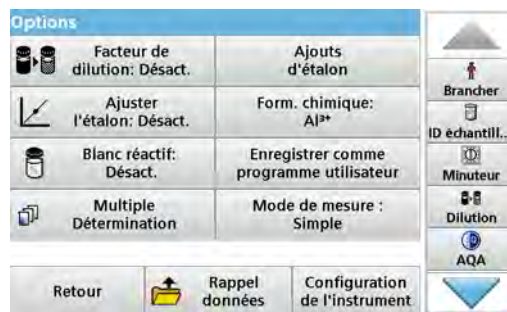 Options
Facteur de
dilution: Désact.
Ajouts
d'étalon
Ajuster
l'étalon: Désact.
Form. chimique:
Al³⁺
Blanc réactif:
Désact.
Enregistrer comme
programme utilisateur
Multiple
Détermination
Mode de mesure :
Simple
Retour
Rappel
données
Configuration
de l'instrument
Brancher
ID échantill..
Minuteur
Dilution
AQA